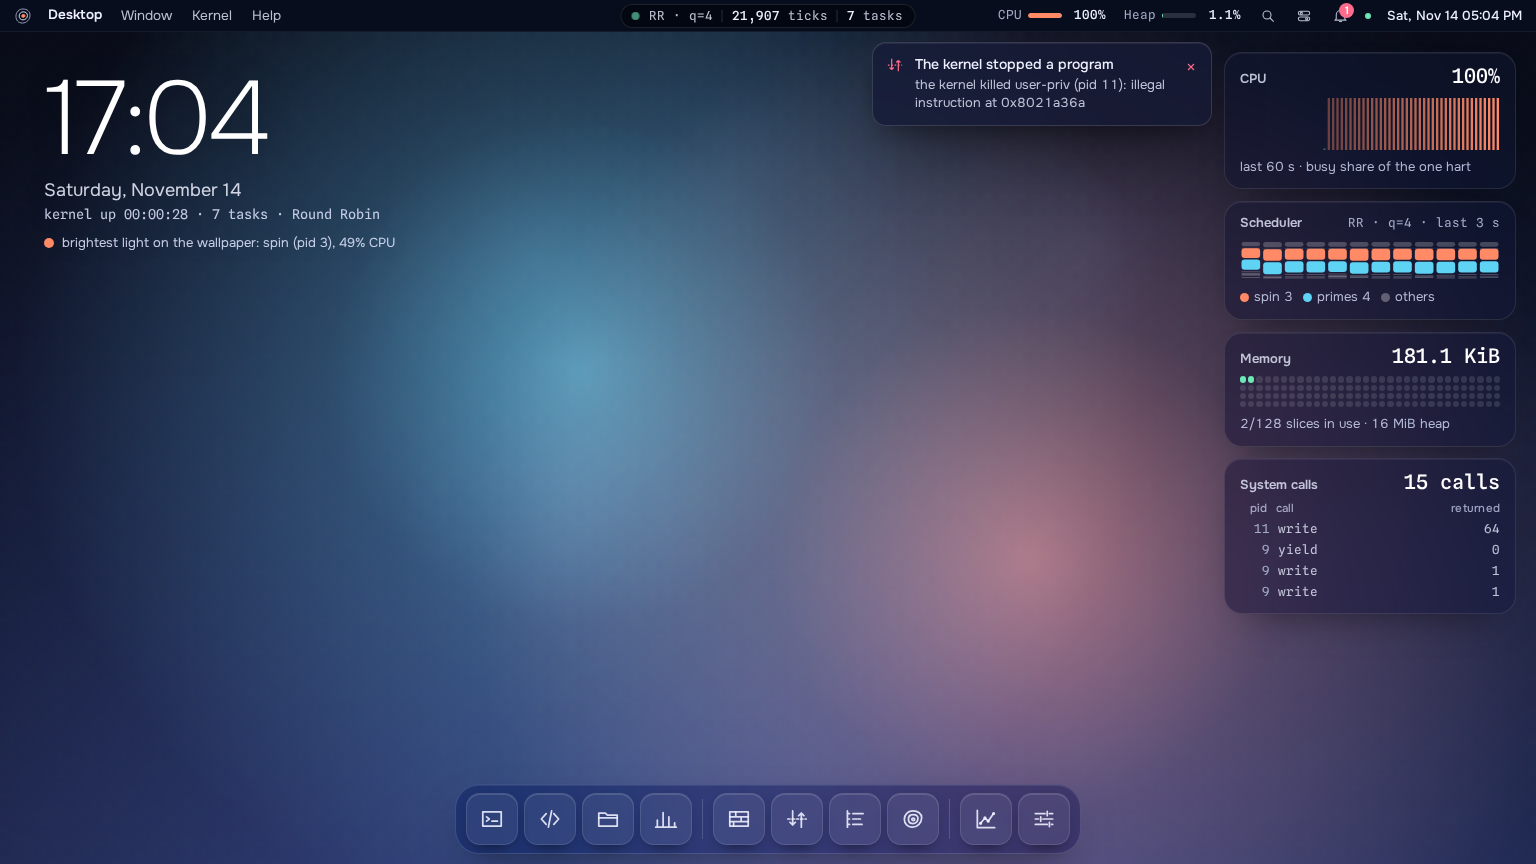 Desktop Window Kernel Help
RR · q=4 21,907 ticks 7 tasks
CPU 100% Heap 1.1% 1 Sat, Nov 14 05:04 PM
17:04
Saturday, November 14
kernel up 00:00:28 · 7 tasks · Round Robin
brightest light on the wallpaper: spin (pid 3), 49% CPU
The kernel stopped a program
the kernel killed user-priv (pid 11): illegal
instruction at 0x8021a36a
CPU 100%
last 60 s · busy share of the one hart
Scheduler RR · q=4 · last 3 s
spin 3 primes 4 others
Memory 181.1 KiB
2/128 slices in use · 16 MiB heap
System calls 15 calls
pid call returned
11 write 64
9 yield 0
9 write 1
9 write 1